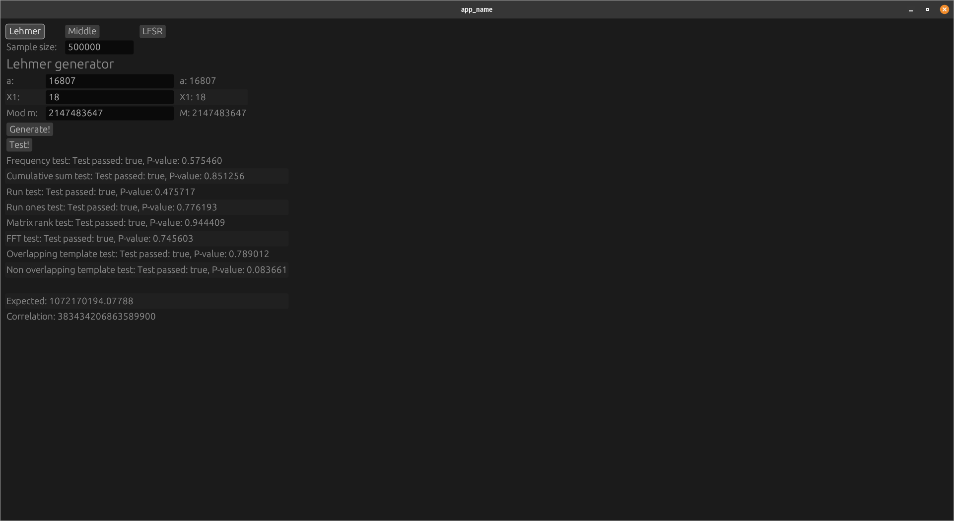 app_name
Lehmer Middle LFSR
Sample size: 500000
Lehmer generator
a: 16807 a: 16807
X1: 18 X1: 18
Mod m: 2147483647 M: 2147483647
Generate!
Test!
Frequency test: Test passed: true, P-value: 0.575460
Cumulative sum test: Test passed: true, P-value: 0.851256
Run test: Test passed: true, P-value: 0.475717
Run ones test: Test passed: true, P-value: 0.776193
Matrix rank test: Test passed: true, P-value: 0.944409
FFT test: Test passed: true, P-value: 0.745603
Overlapping template test: Test passed: true, P-value: 0.789012
Non overlapping template test: Test passed: true, P-value: 0.083661
Expected: 1072170194.07788
Correlation: 383434206863589900